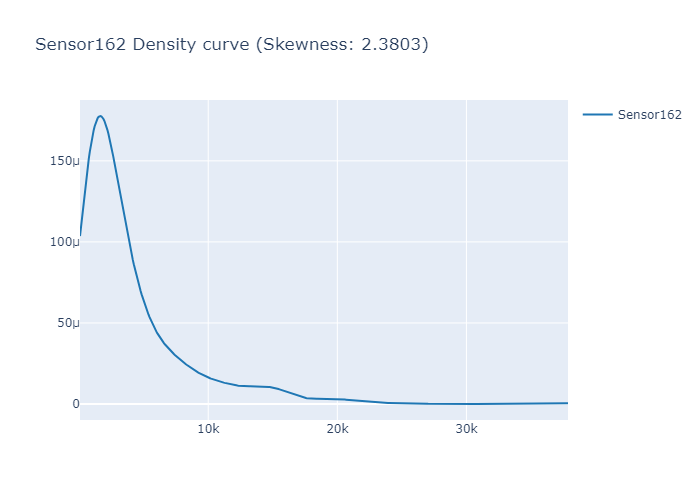 Sensor162 Density curve (Skewness: 2.3803)
Sensor162
150μ
100μ
50μ
0
10k
20k
30k